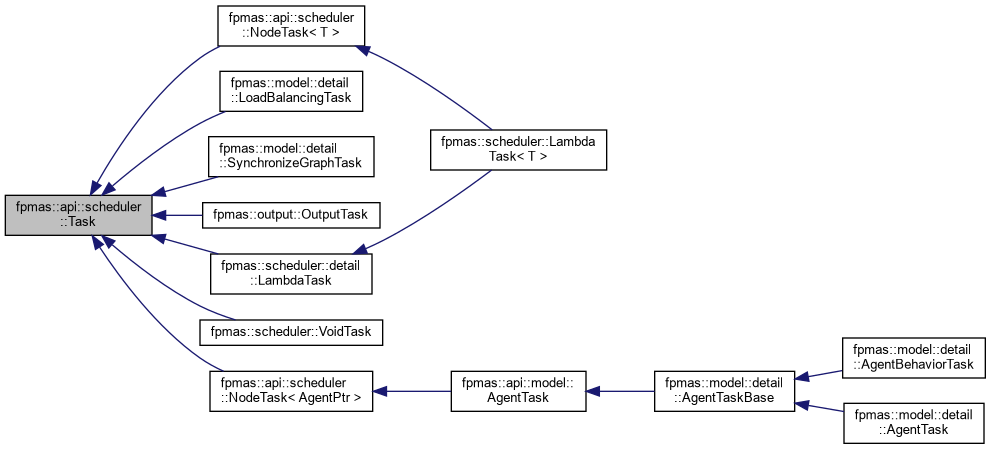 fpmas::api::scheduler
::NodeTask< T >
fpmas::model::detail
::LoadBalancingTask
fpmas::model::detail
::SynchronizeGraphTask
fpmas::scheduler::Lambda
Task< T >
fpmas::api::scheduler
::Task
fpmas::output::OutputTask
fpmas::scheduler::detail
::LambdaTask
fpmas::scheduler::VoidTask
fpmas::api::scheduler
::NodeTask< AgentPtr >
fpmas::api::model::
AgentTask
fpmas::model::detail
::AgentTaskBase
fpmas::model::detail
::AgentBehaviorTask
fpmas::model::detail
::AgentTask